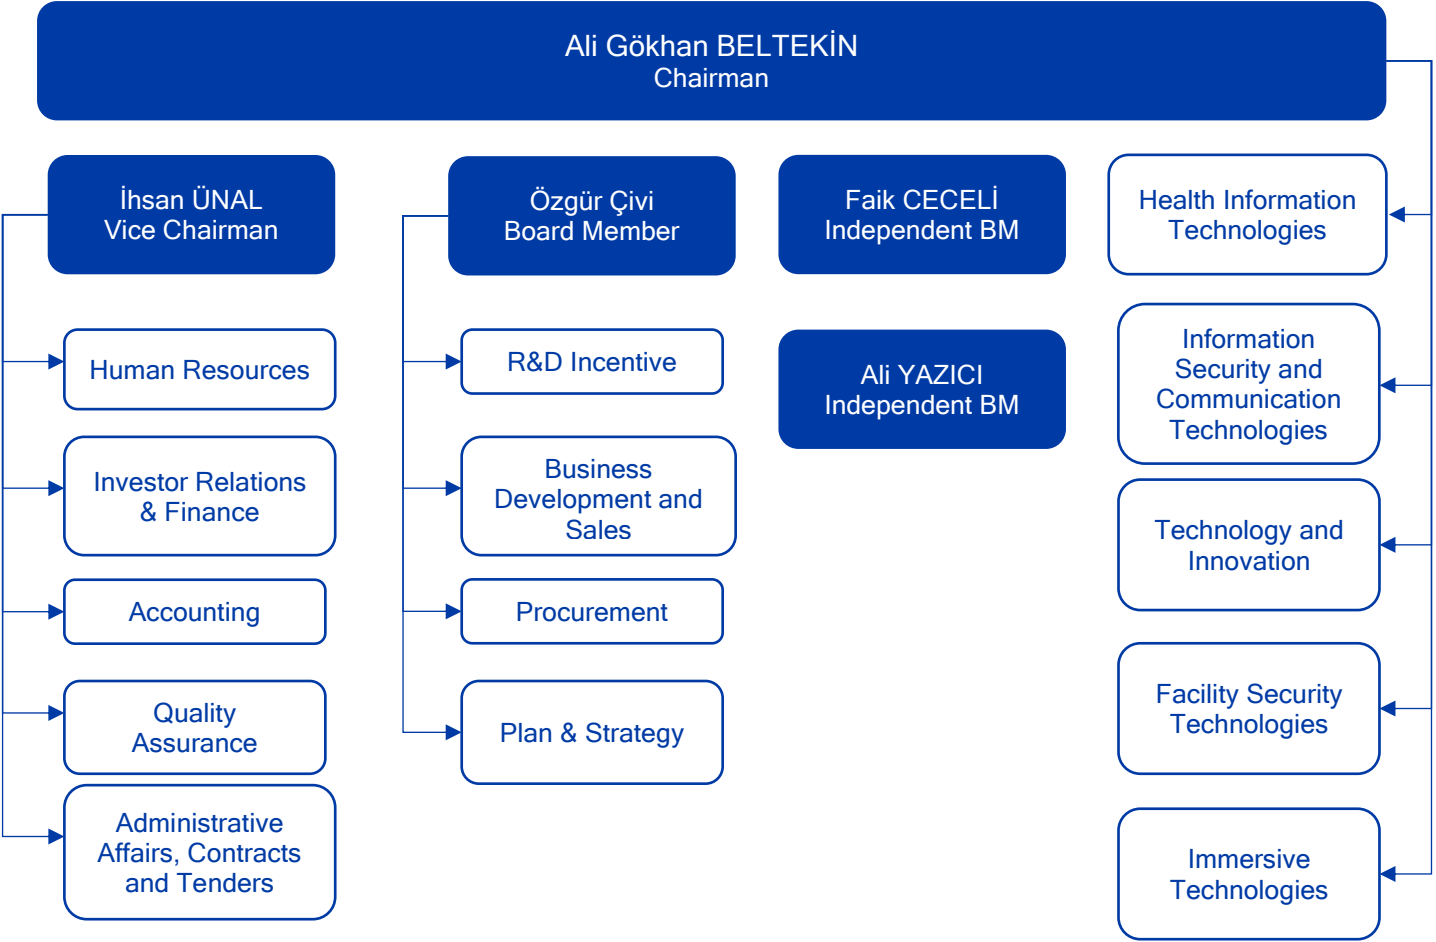 Ali Gökhan BELTEKİN
Chairman
İhsan ÜNAL
Vice Chairman
Human Resources
Investor Relations
& Finance
Accounting
Quality
Assurance
Administrative
Affairs, Contracts
and Tenders
Özgür Çivi
Board Member
R&D Incentive
Business
Development and
Sales
Procurement
Plan & Strategy
Faik CECELİ
Independent BM
Ali YAZICI
Independent BM
Health Information
Technologies
Information
Security and
Communication
Technologies
Technology and
Innovation
Facility Security
Technologies
Immersive
Technologies